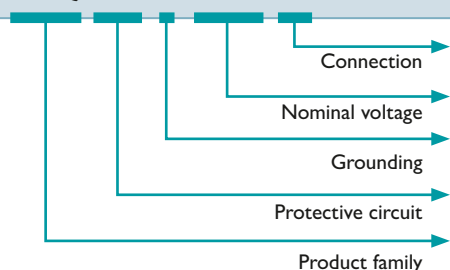 Connection
Nominal voltage
Grounding
Protective circuit
Product family